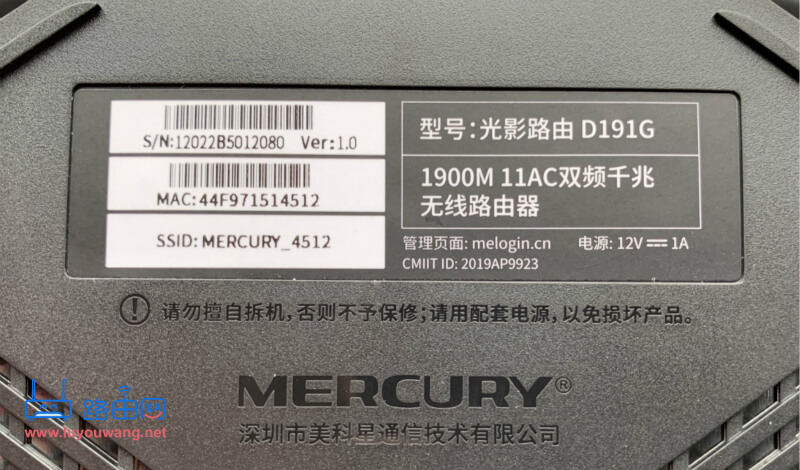 S/N:12022B5012080 Ver:1.0
MAC:44F971514512
SSID: MERCURY_4512
型号:光影路由 D191G
1900M 11AC双频千兆
无线路由器
管理页面: melogin.cn 电源: 12V⎓1A
CMIIT ID: 2019AP9923
请勿擅自拆机,否则不予保修;请用配套电源,以免损坏产品。
MERCURY®
深圳市美科星通信技术有限公司
路由网
www.hyouwang.net